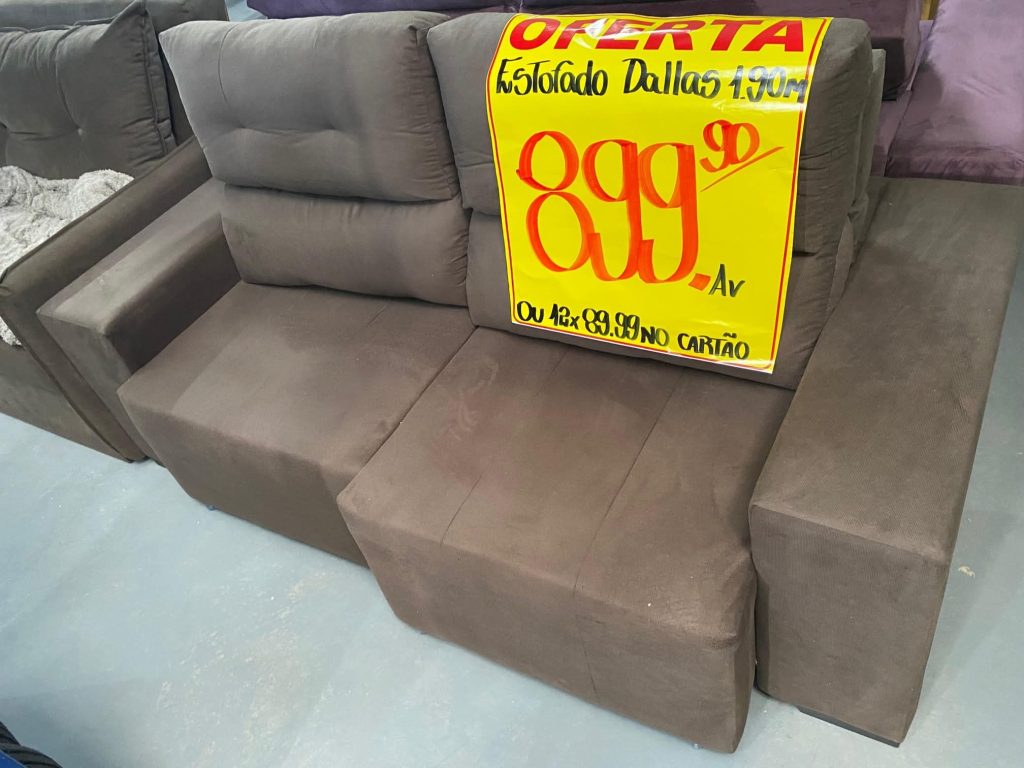 OFERTA
Estofado Dallas 1.90m
899.90
Av
OU 12x 89.99 NO CARTÃO